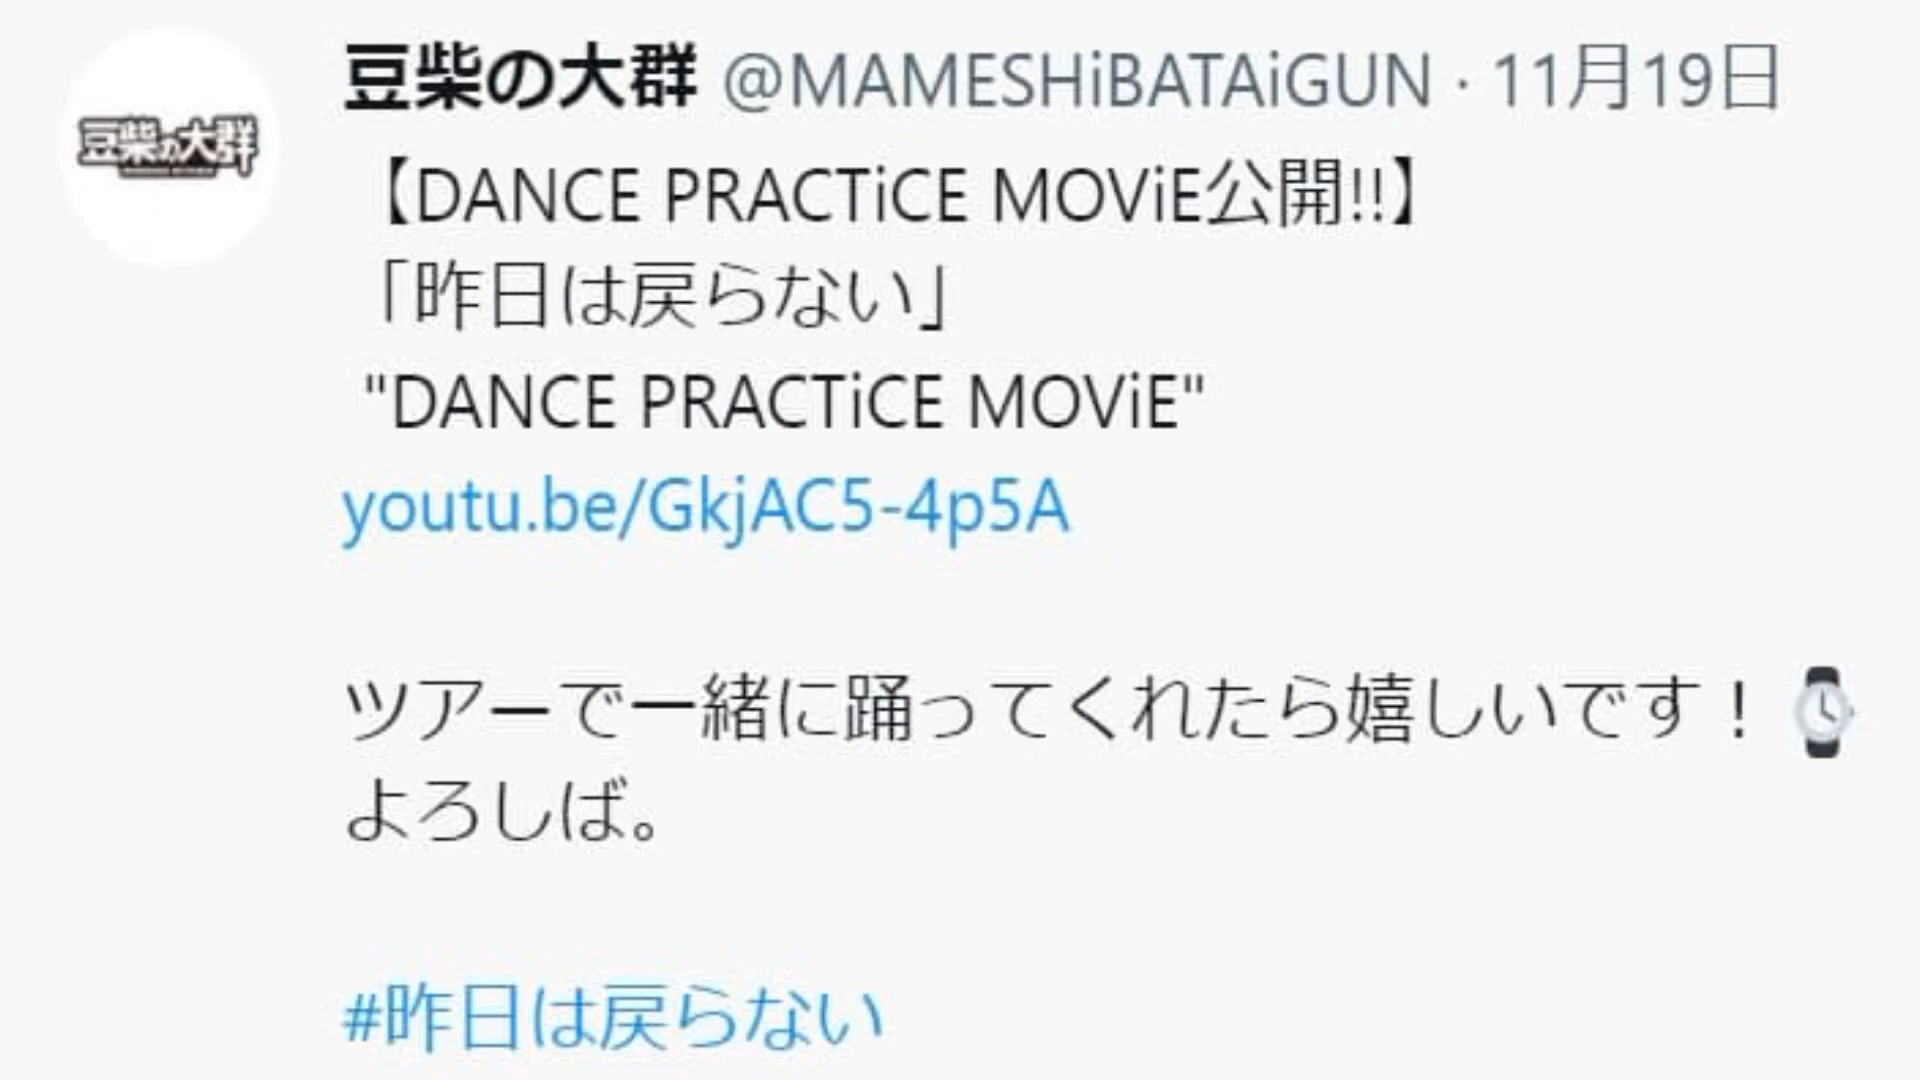 豆柴の大群 @MAMESHiBATAiGUN · 11月19日
豆柴の大群
【DANCE PRACTiCE MOViE公開!!】
「昨日は戻らない」
"DANCE PRACTiCE MOViE"
youtu.be/GkjAC5-4p5A
ツアーで一緒に踊ってくれたら嬉しいです！⌚
よろしば。
#昨日は戻らない